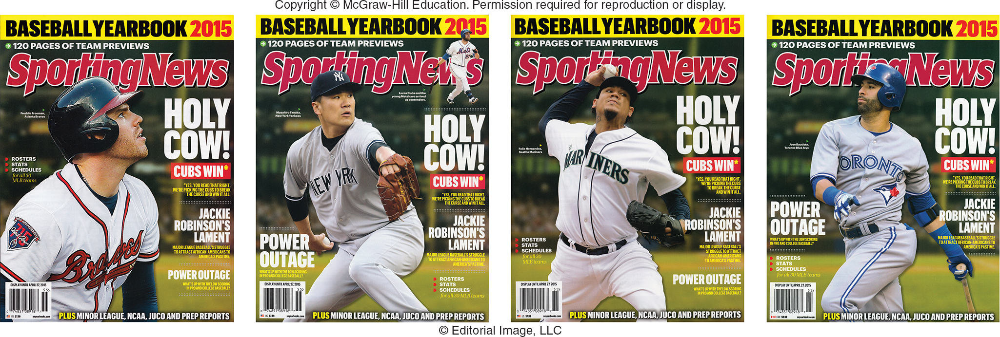 Copyright © McGraw-Hill Education. Permission required for reproduction or display.
BASEBALL YEARBOOK 2015
120 PAGES OF TEAM PREVIEWS
SportingNews
Freddie Freeman,
Atlanta Braves
HOLY
COW!
CUBS WIN*
*YES, YOU READ THAT RIGHT.
WE'RE PICKING THE CUBS TO BREAK
THE CURSE AND WIN IT ALL.
ROSTERS
STATS
SCHEDULES
for all 30
MLB teams
JACKIE
ROBINSON'S
LAMENT
MAJOR LEAGUE BASEBALL'S STRUGGLE
TO ATTRACT AFRICAN-AMERICANS TO
AMERICA'S PASTIME.
POWER OUTAGE
WHAT'S UP WITH THE LOW SCORING
IN PRO AND COLLEGE BASEBALL?
Braves
DISPLAY UNTIL APRIL 27, 2015
55>
0 74851 08918 7
US $7.99
snyearbooks.com
PLUS MINOR LEAGUE, NCAA, JUCO AND PREP REPORTS
BASEBALL YEARBOOK 2015
120 PAGES OF TEAM PREVIEWS
SportingNews
Mets
21
Lucas Duda and the
young Mets have arrived
as contenders.
NY
Masahiro Tanaka,
New York Yankees
HOLY
COW!
CUBS WIN*
*YES, YOU READ THAT RIGHT.
WE'RE PICKING THE CUBS TO BREAK
THE CURSE AND WIN IT ALL.
NEW YORK
JACKIE
ROBINSON'S
LAMENT
MAJOR LEAGUE BASEBALL'S STRUGGLE
TO ATTRACT AFRICAN-AMERICANS TO
AMERICA'S PASTIME.
POWER
OUTAGE
WHAT'S UP WITH THE LOW SCORING
IN PRO AND COLLEGE BASEBALL?
ROSTERS
STATS
SCHEDULES
for all 30 MLB teams
DISPLAY UNTIL APRIL 27, 2015
55>
0 74851 08918 7
US $7.99
snyearbooks.com
PLUS MINOR LEAGUE, NCAA, JUCO AND PREP REPORTS
BASEBALL YEARBOOK 2015
120 PAGES OF TEAM PREVIEWS
SportingNews
Felix Hernandez,
Seattle Mariners
HOLY
COW!
CUBS WIN*
*YES, YOU READ THAT RIGHT.
WE'RE PICKING THE CUBS
TO BREAK THE CURSE
AND WIN IT ALL.
MARINERS
JACKIE
ROBINSON'S
LAMENT
MAJOR LEAGUE BASEBALL'S
STRUGGLE TO ATTRACT
AFRICAN-AMERICANS
TO AMERICA'S PASTIME.
ROSTERS
STATS
SCHEDULES
for all 30
MLB teams
POWER OUTAGE
WHAT'S UP WITH THE LOW SCORING
IN PRO AND COLLEGE BASEBALL?
DISPLAY UNTIL APRIL 27, 2015
55>
0 74851 08918 7
US $7.99
snyearbooks.com
PLUS MINOR LEAGUE, NCAA, JUCO AND PREP REPORTS
BASEBALL YEARBOOK 2015
120 PAGES OF TEAM PREVIEWS
SportingNews
Jose Bautista,
Toronto Blue Jays
HOLY
COW!
CUBS WIN*
*YES, YOU READ THAT RIGHT.
WE'RE PICKING THE CUBS TO BREAK
THE CURSE AND WIN IT ALL.
ORONTO
POWER
OUTAGE
WHAT'S UP WITH THE LOW SCORING
IN PRO AND COLLEGE BASEBALL?
JACKIE
ROBINSON'S
LAMENT
MAJOR LEAGUE BASEBALL'S STRUGGLE
TO ATTRACT AFRICAN-AMERICANS TO
AMERICA'S PASTIME.
ROSTERS
STATS
SCHEDULES
for all 30 MLB teams
DISPLAY UNTIL APRIL 27, 2015
55>
0 74851 08918 7
CAN $9.99
snyearbooks.com
PLUS MINOR LEAGUE, NCAA, JUCO AND PREP REPORTS
© Editorial Image, LLC